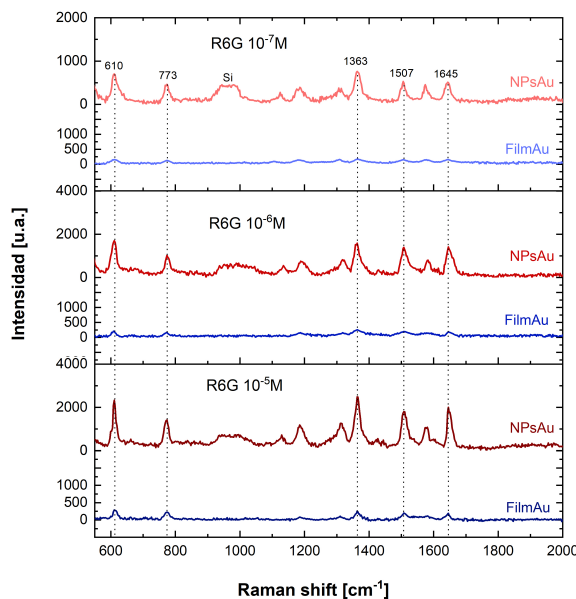 2000
R6G 10⁻⁷M
1363
610
773
Si
1507
1645
NPsAu
1000
0
1000
500
FilmAu
0
4000
R6G 10⁻⁶M
NPsAu
2000
0
1000
500
FilmAu
0
4000
R6G 10⁻⁵M
2000
NPsAu
0
1000
500
FilmAu
0
600 800 1000 1200 1400 1600 1800 2000
Intensidad [u.a.]
Raman shift [cm⁻¹]